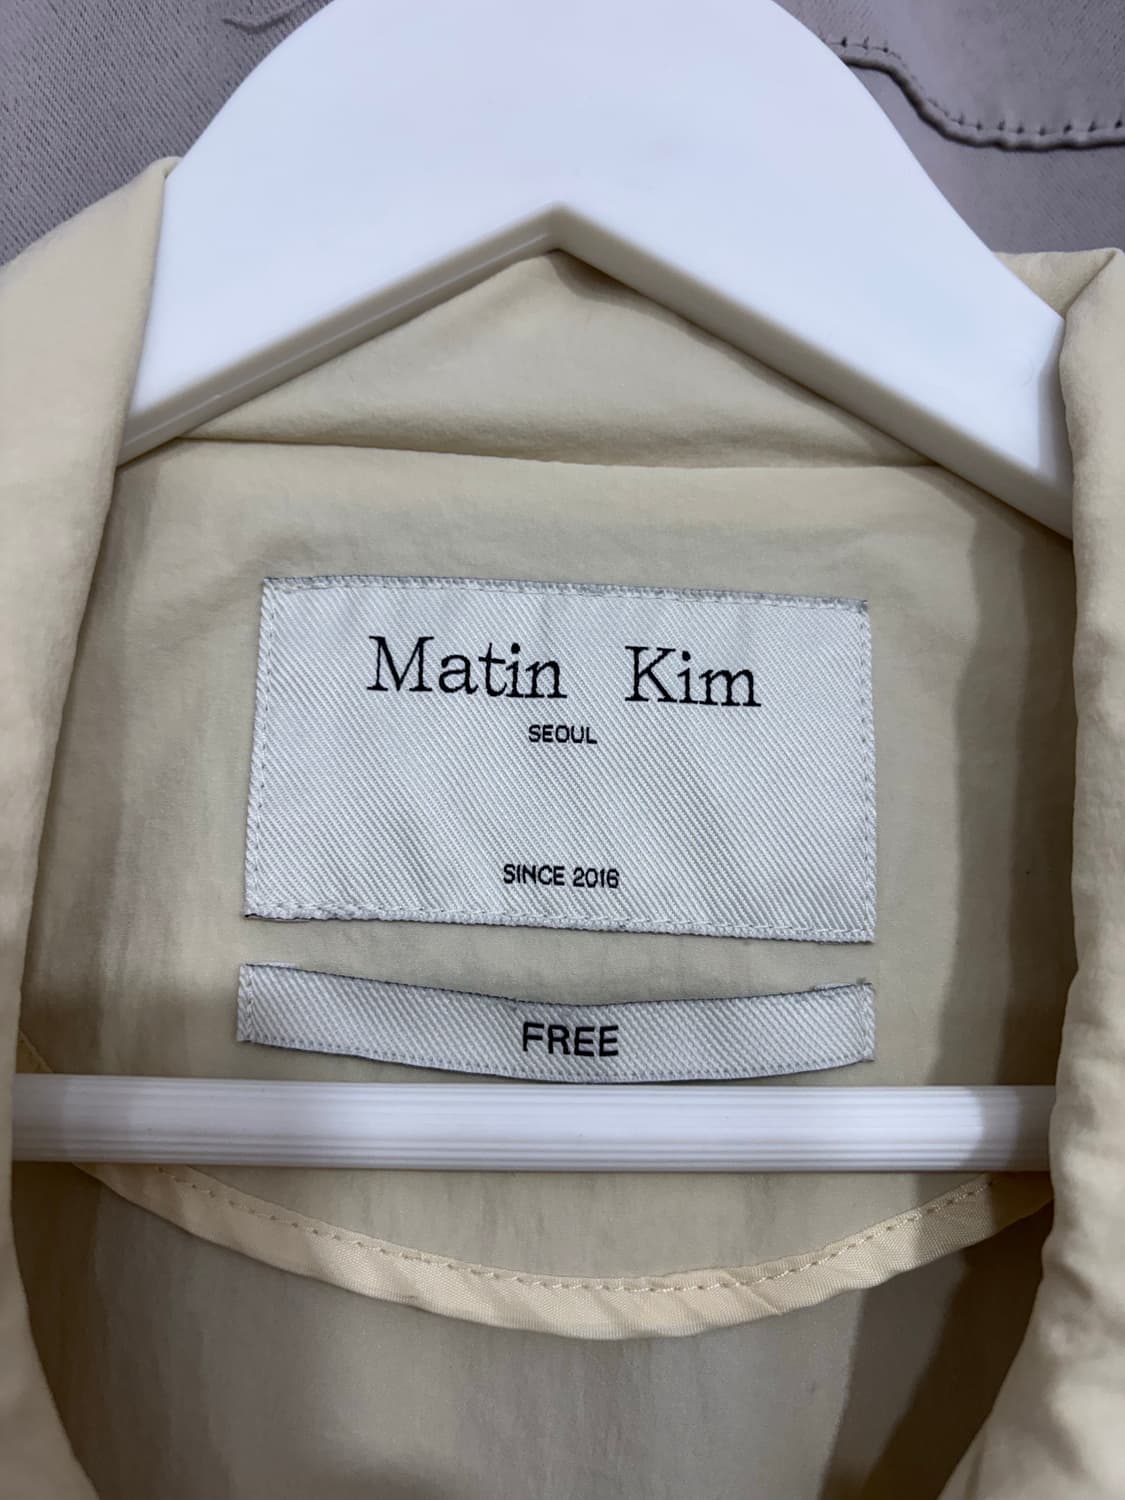 Matin Kim
SEOUL
SINCE 2016
FREE